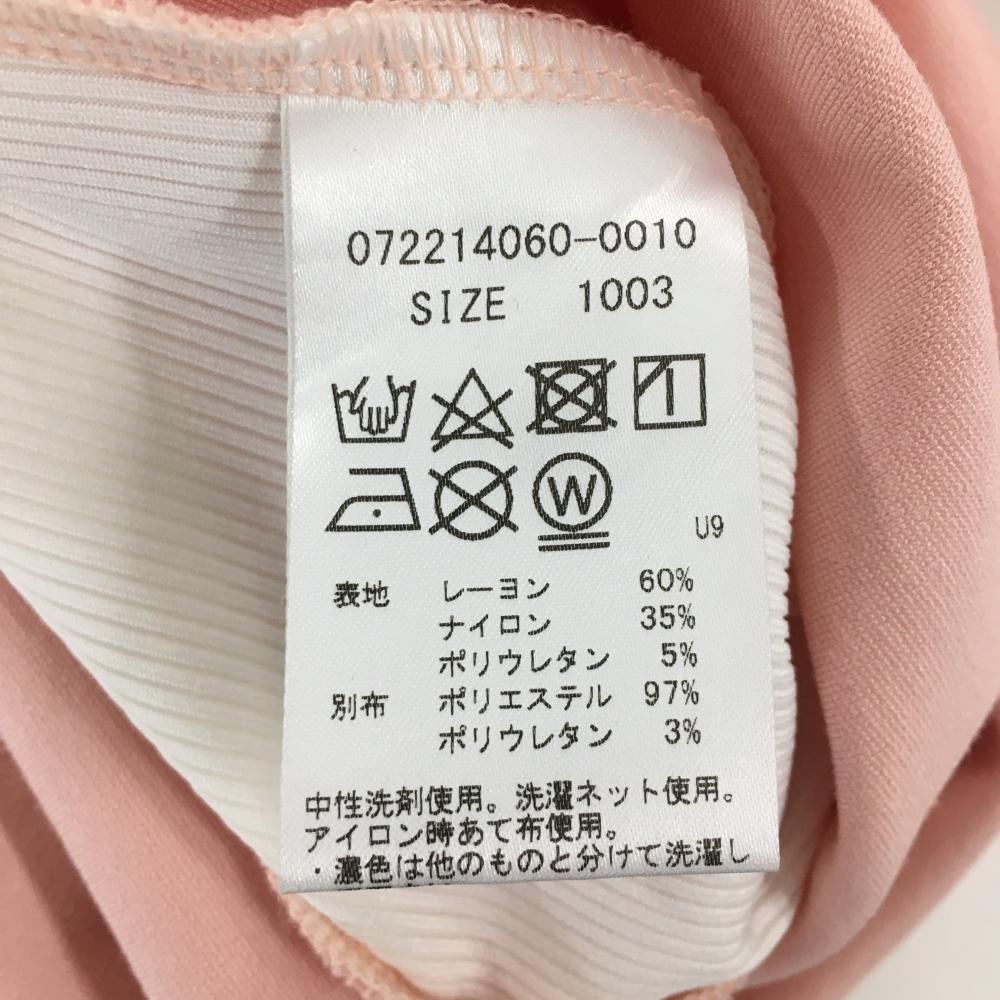 072214060-0010
SIZE 1003
W
U9
表地 レーヨン 60%
ナイロン 35%
ポリウレタン 5%
別布 ポリエステル 97%
ポリウレタン 3%
中性洗剤使用。洗濯ネット使用。
アイロン時あて布使用。
・濃色は他のものと分けて洗濯し